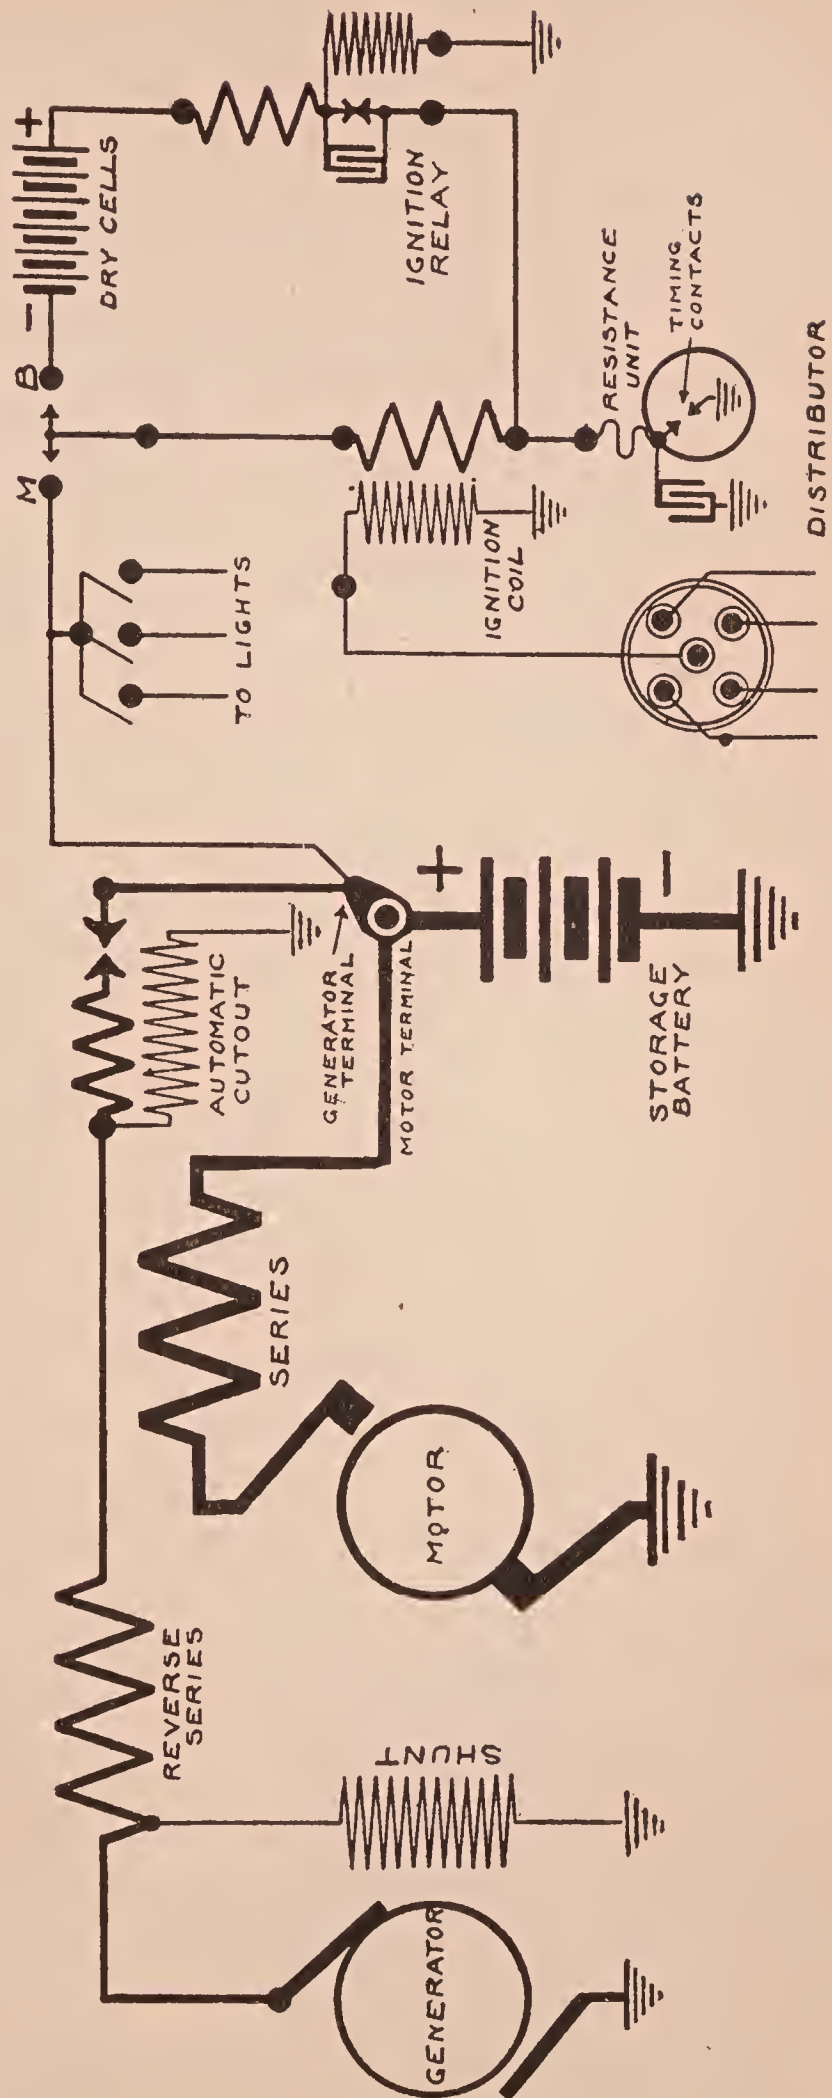 +
−
DRY CELLS
B
M
IGNITION
RELAY
TO LIGHTS
IGNITION
COIL
RESISTANCE
UNIT
TIMING
CONTACTS
DISTRIBUTOR
AUTOMATIC
CUTOUT
GENERATOR
TERMINAL
MOTOR TERMINAL
+
−
STORAGE
BATTERY
SERIES
MOTOR
REVERSE
SERIES
SHUNT
GENERATOR